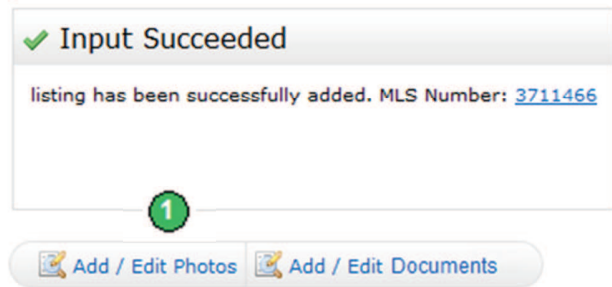 Input Succeeded
listing has been successfully added. MLS Number: 3711466
1
Add / Edit Photos Add / Edit Documents